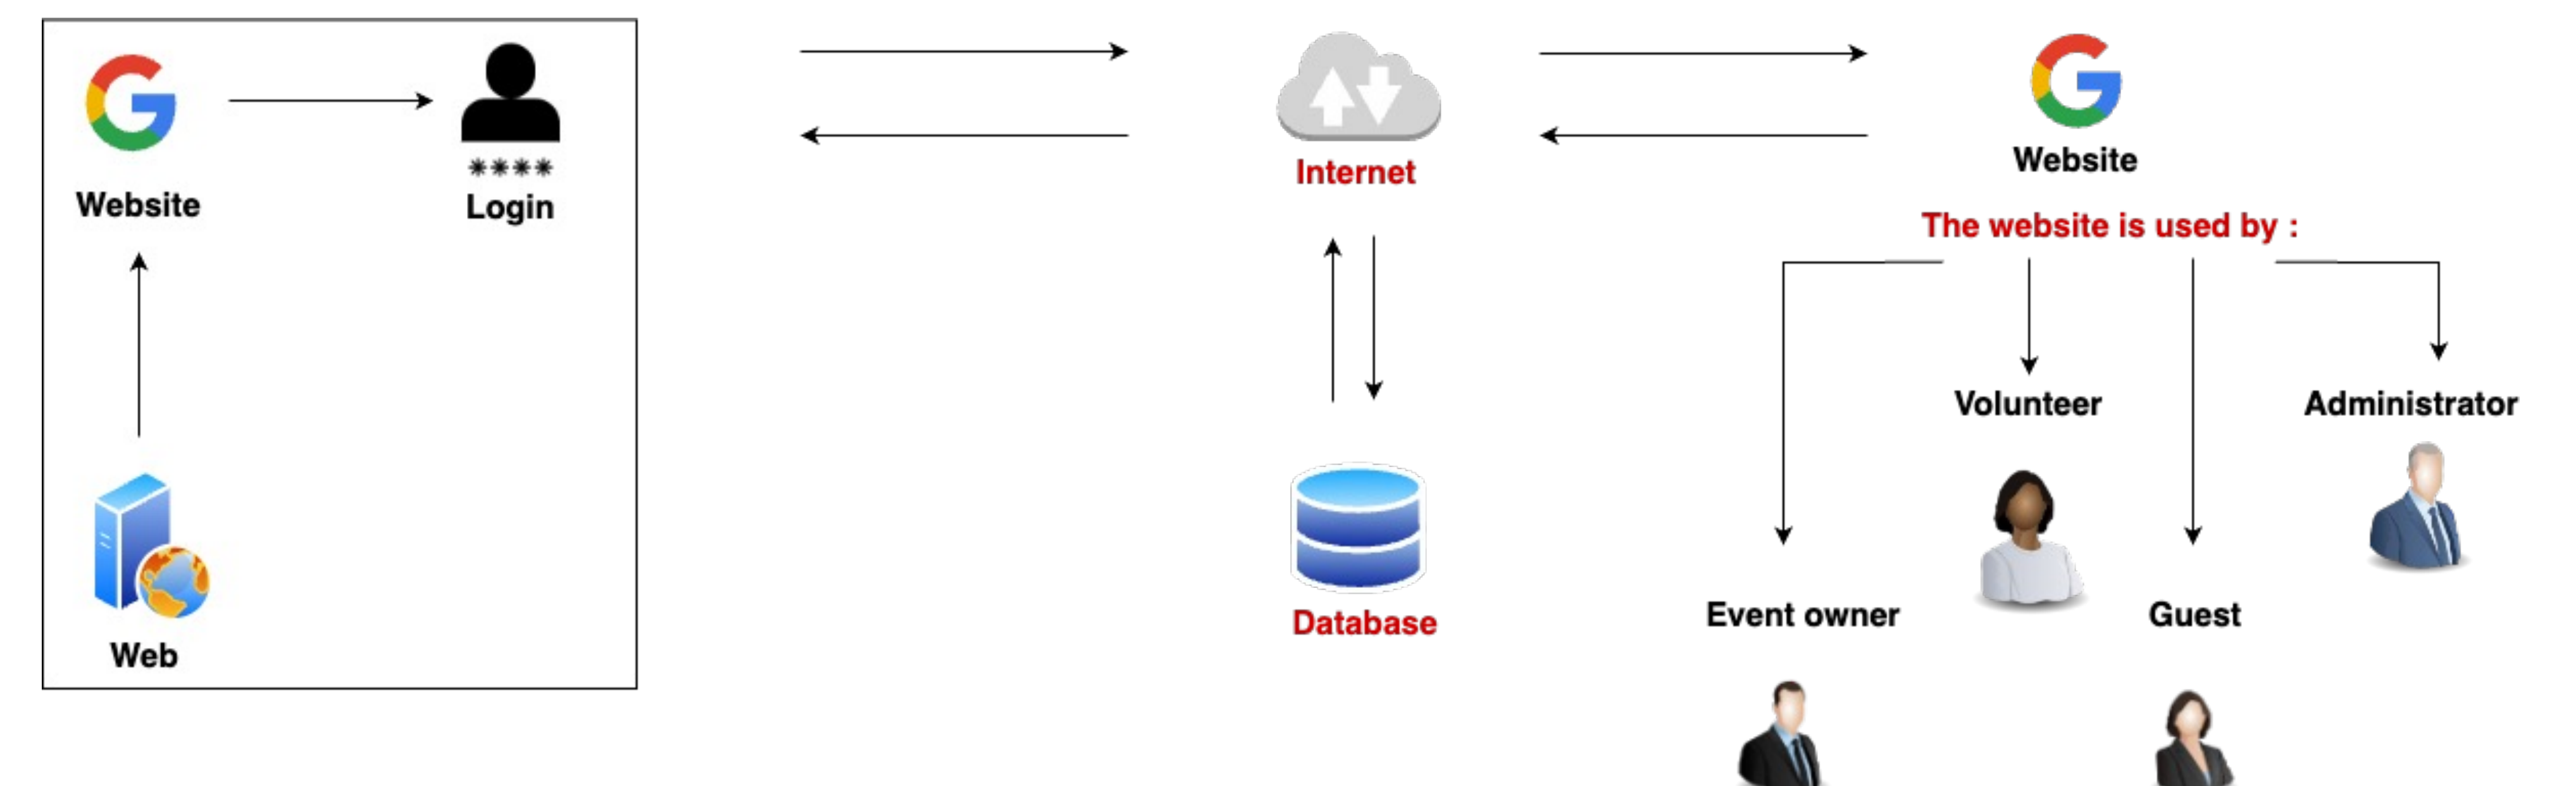 Website
****
Login
Web
Internet
Database
Website
The website is used by :
Volunteer
Administrator
Event owner
Guest